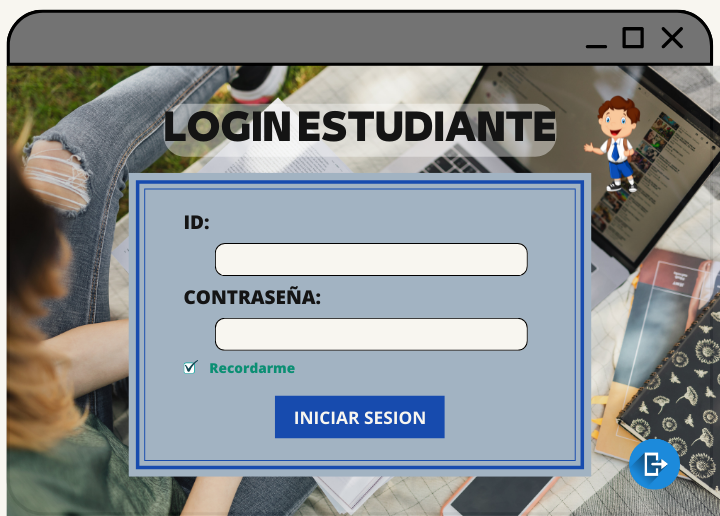 LOGIN ESTUDIANTE
ID:
CONTRASEÑA:
Recordarme
INICIAR SESION